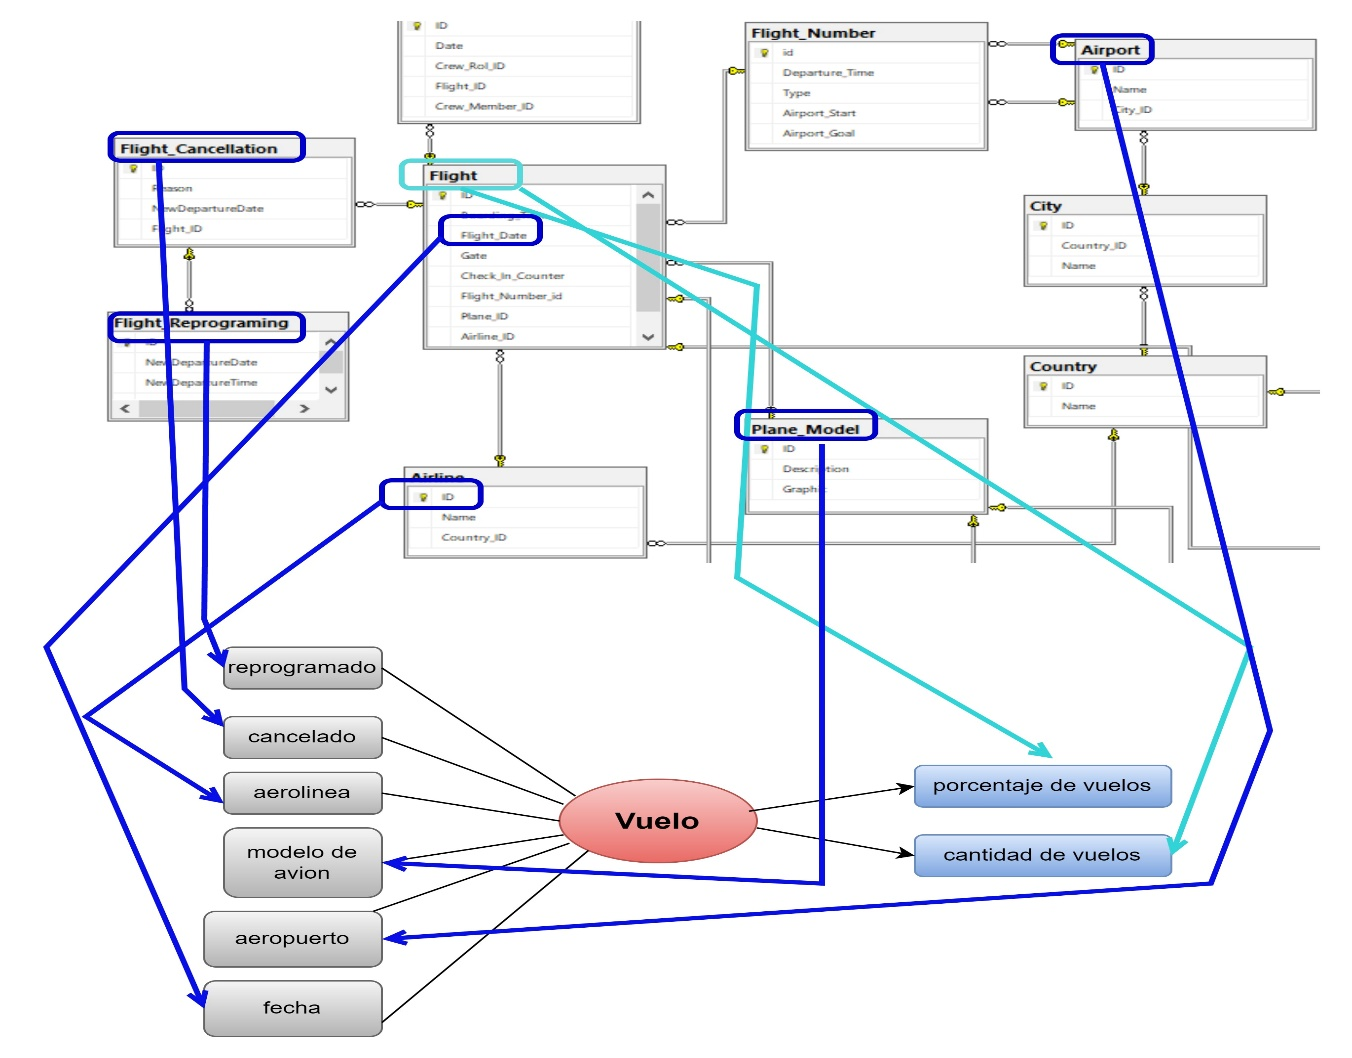 ID
Date
Crew_Rol_ID
Flight_ID
Crew_Member_ID
Flight_Number
id
Departure_Time
Type
Airport_Start
Airport_Goal
Airport
ID
Name
City_ID
Flight_Cancellation
ID
Reason
NewDepartureDate
Flight_ID
Flight
ID
Flight_Date
Gate
Check_In_Counter
Flight_Number_id
Plane_ID
Airline_ID
City
ID
Country_ID
Name
Flight_Reprograming
ID
NewDepartureDate
NewDepartureTime
Country
ID
Name
Plane_Model
ID
Description
Graphic
Airline
ID
Name
Country_ID
reprogramado
cancelado
aerolinea
modelo de
avion
aeropuerto
fecha
Vuelo
porcentaje de vuelos
cantidad de vuelos